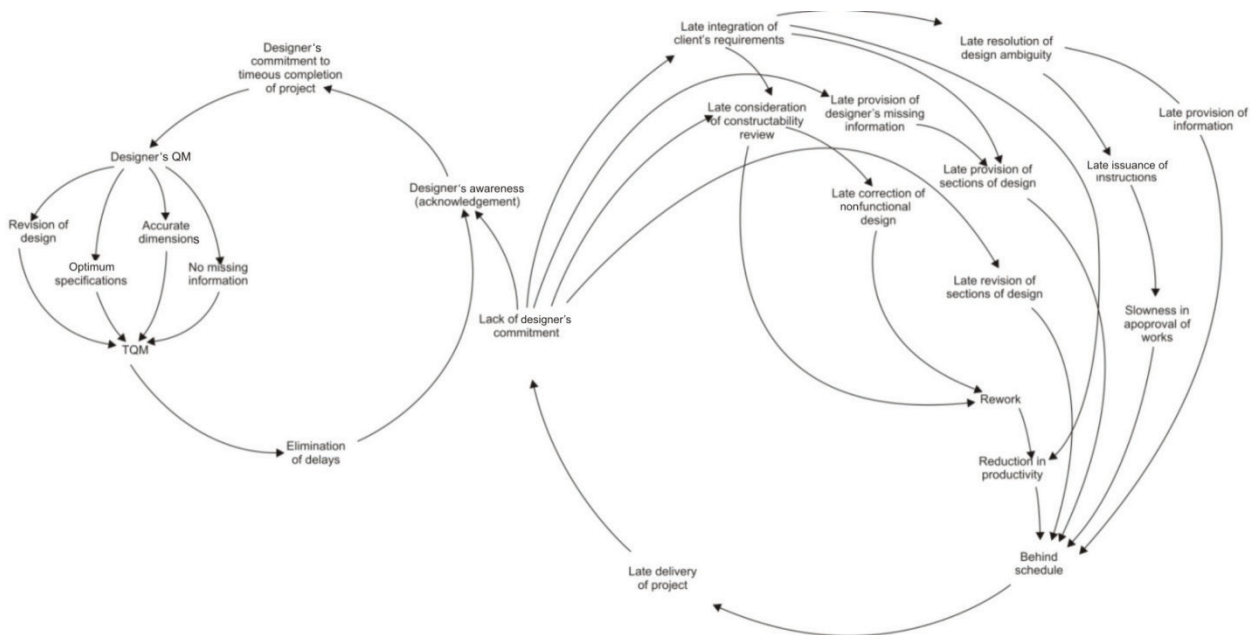 Designer's
commitment to
timeous completion
of project
Designer's QM
Revision of
design
Optimum
specifications
Accurate
dimensions
No missing
information
TQM
Elimination
of delays
Designer's awareness
(acknowledgement)
Lack of designer's
commitment
Late integration of
client's requirements
Late consideration
of constructability
review
Late provision of
designer's missing
information
Late correction of
nonfunctional
design
Late provision of
sections of design
Late revision of
sections of design
Late resolution of
design ambiguity
Late issuance of
instructions
Late provision of
information
Slowness in
apoproval of
works
Rework
Reduction in
productivity
Behind
schedule
Late delivery
of project